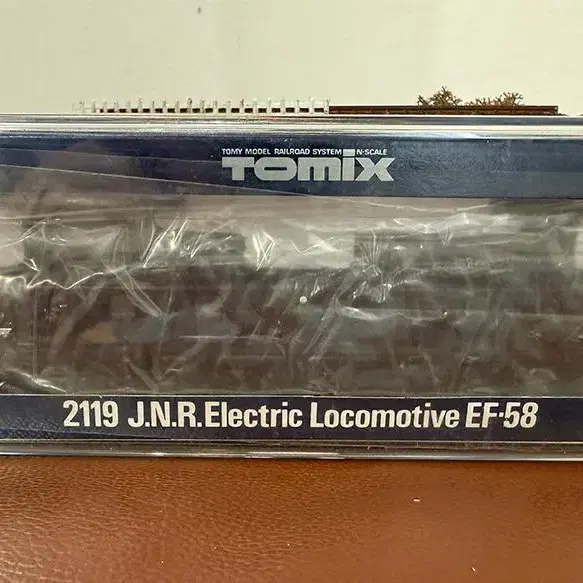 TOMY MODEL RAILROAD SYSTEM N-SCALE
TOMIX
2119 J.N.R.Electric Locomotive EF-58